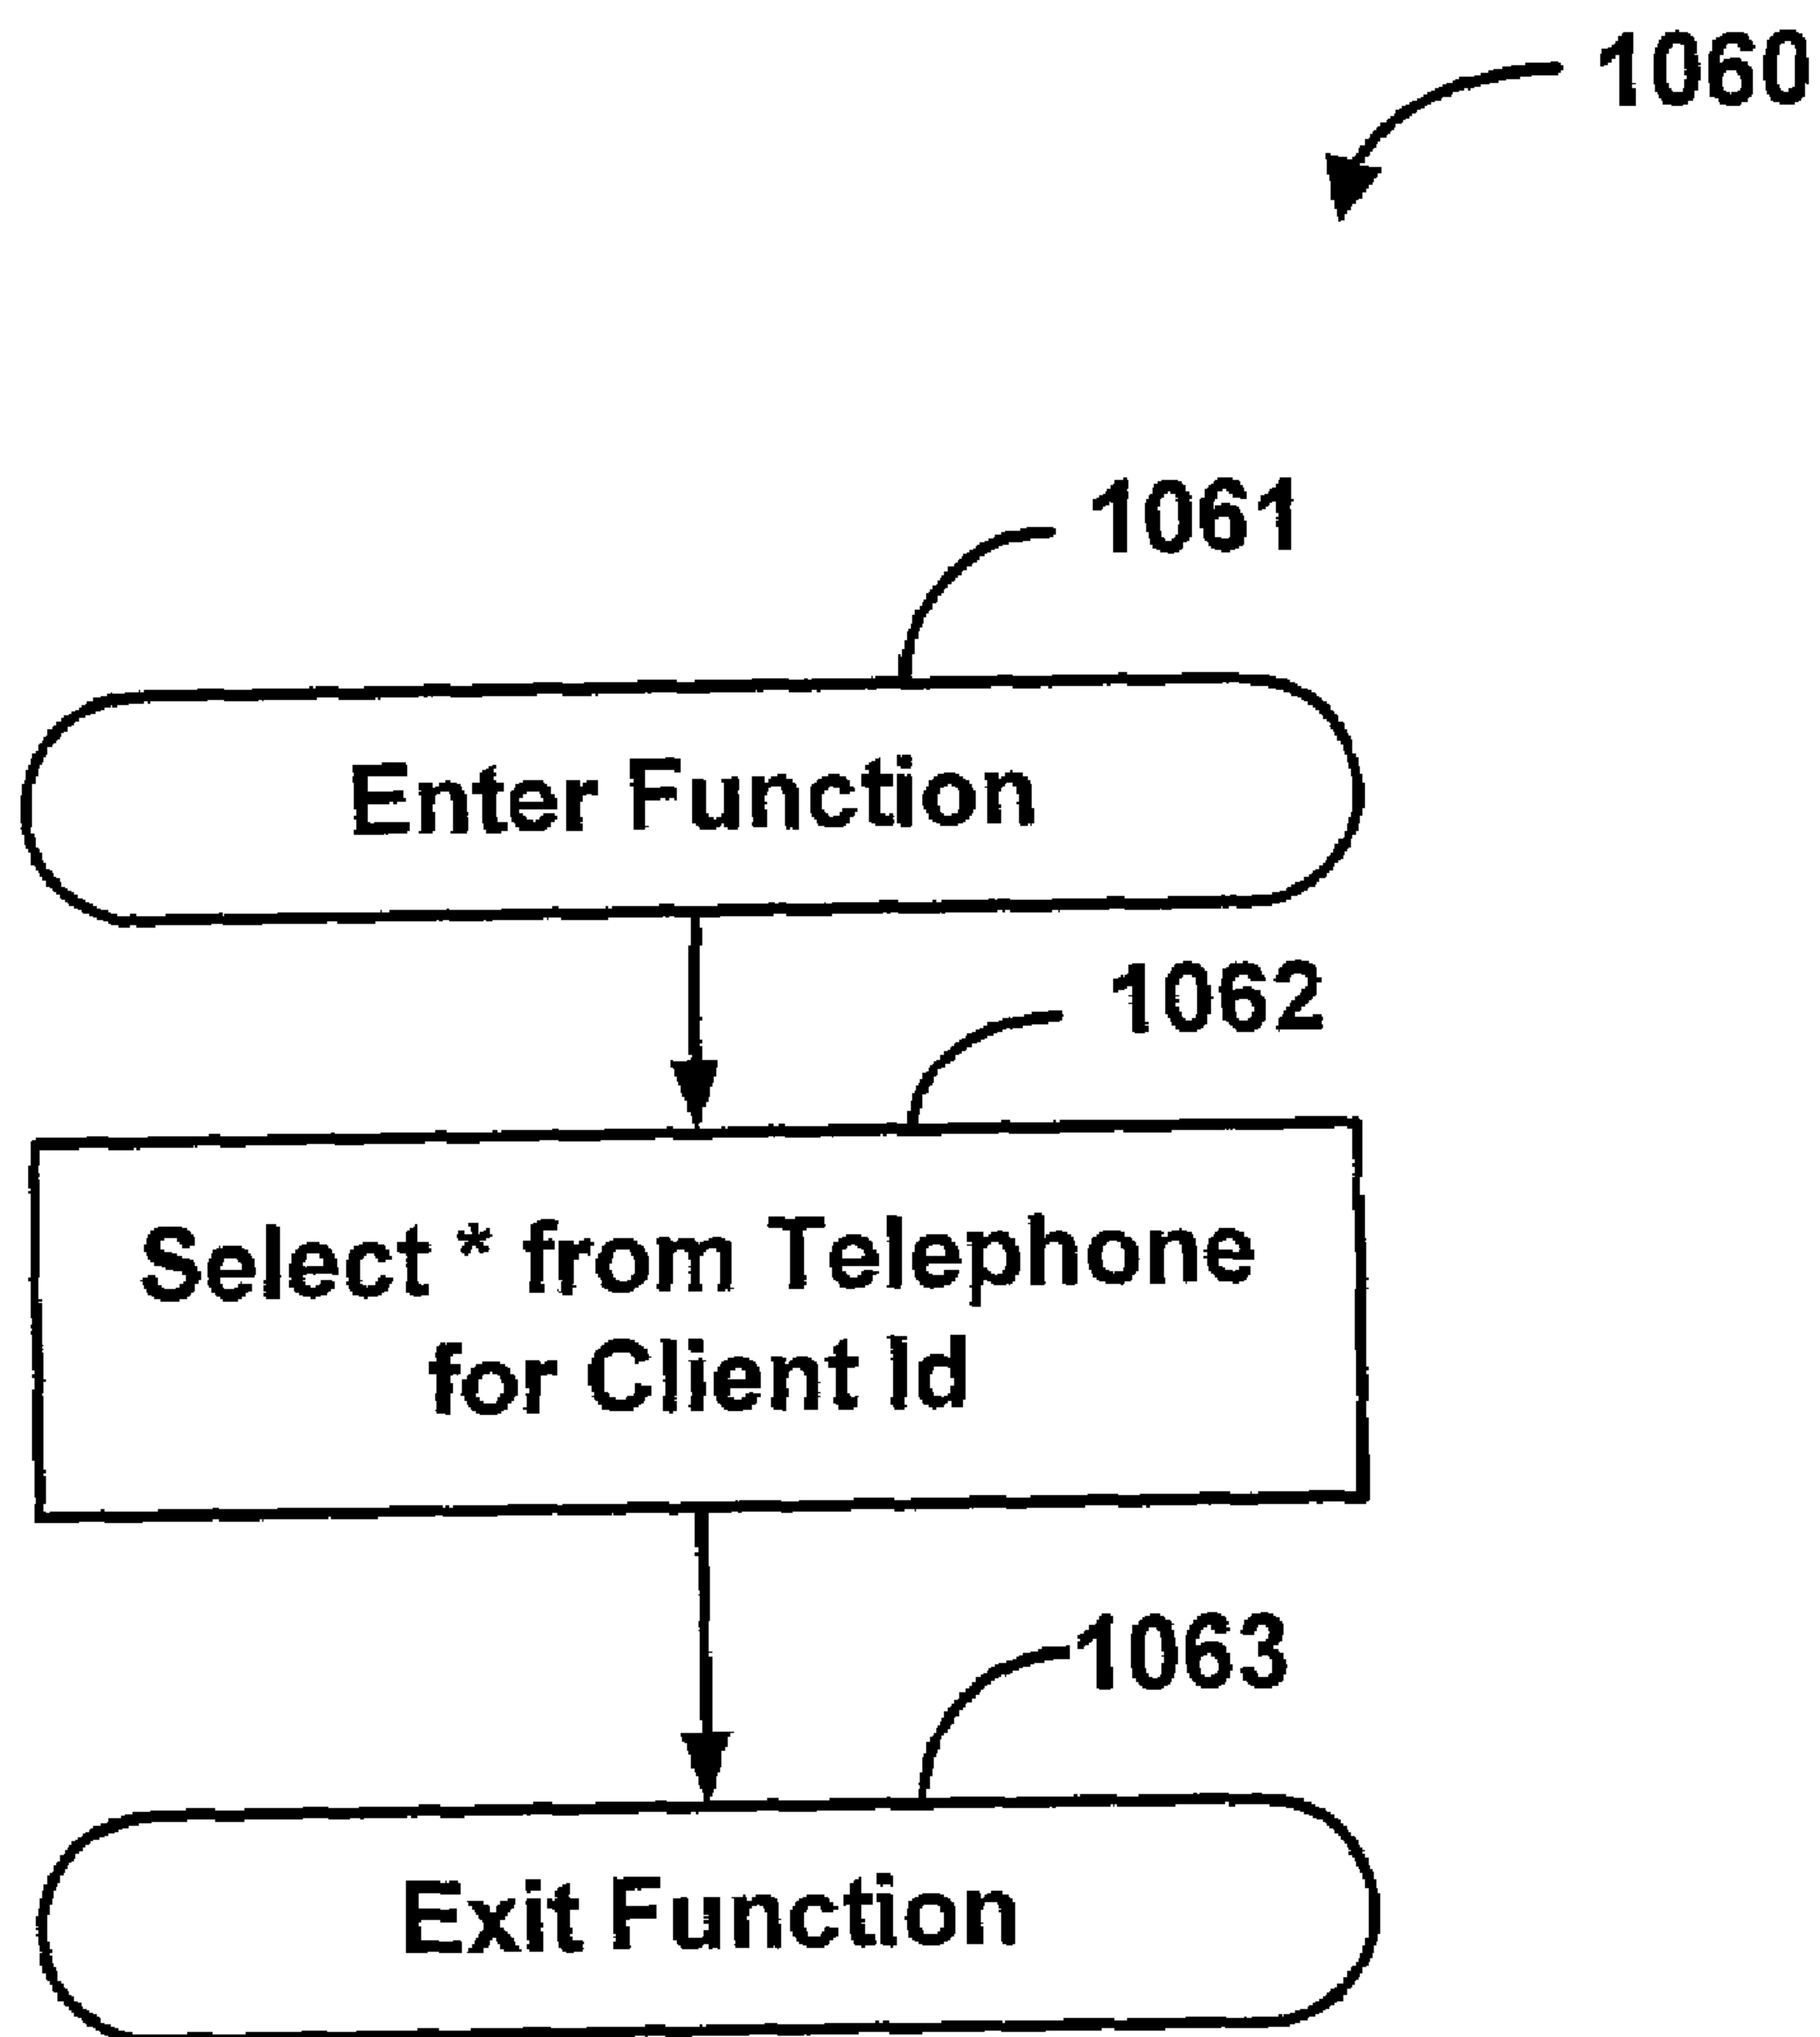 1060
1061
Enter Function
1062
Select * from Telephone
for Client Id
1063
Exit Function